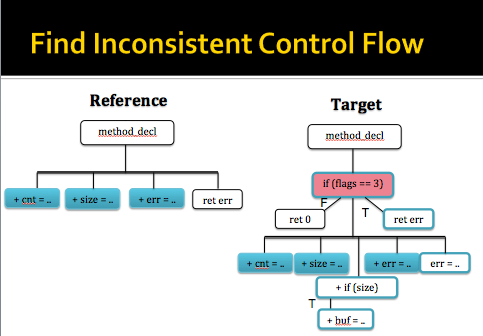 Find Inconsistent Control Flow
Reference
Target
method_decl
method_decl
+ cnt = ..
+ size = ..
+ err = ..
ret err
if (flags == 3)
F
T
ret 0
ret err
+ cnt = ..
+ size = ..
+ err = ..
err = ..
+ if (size)
T
+ buf = ..